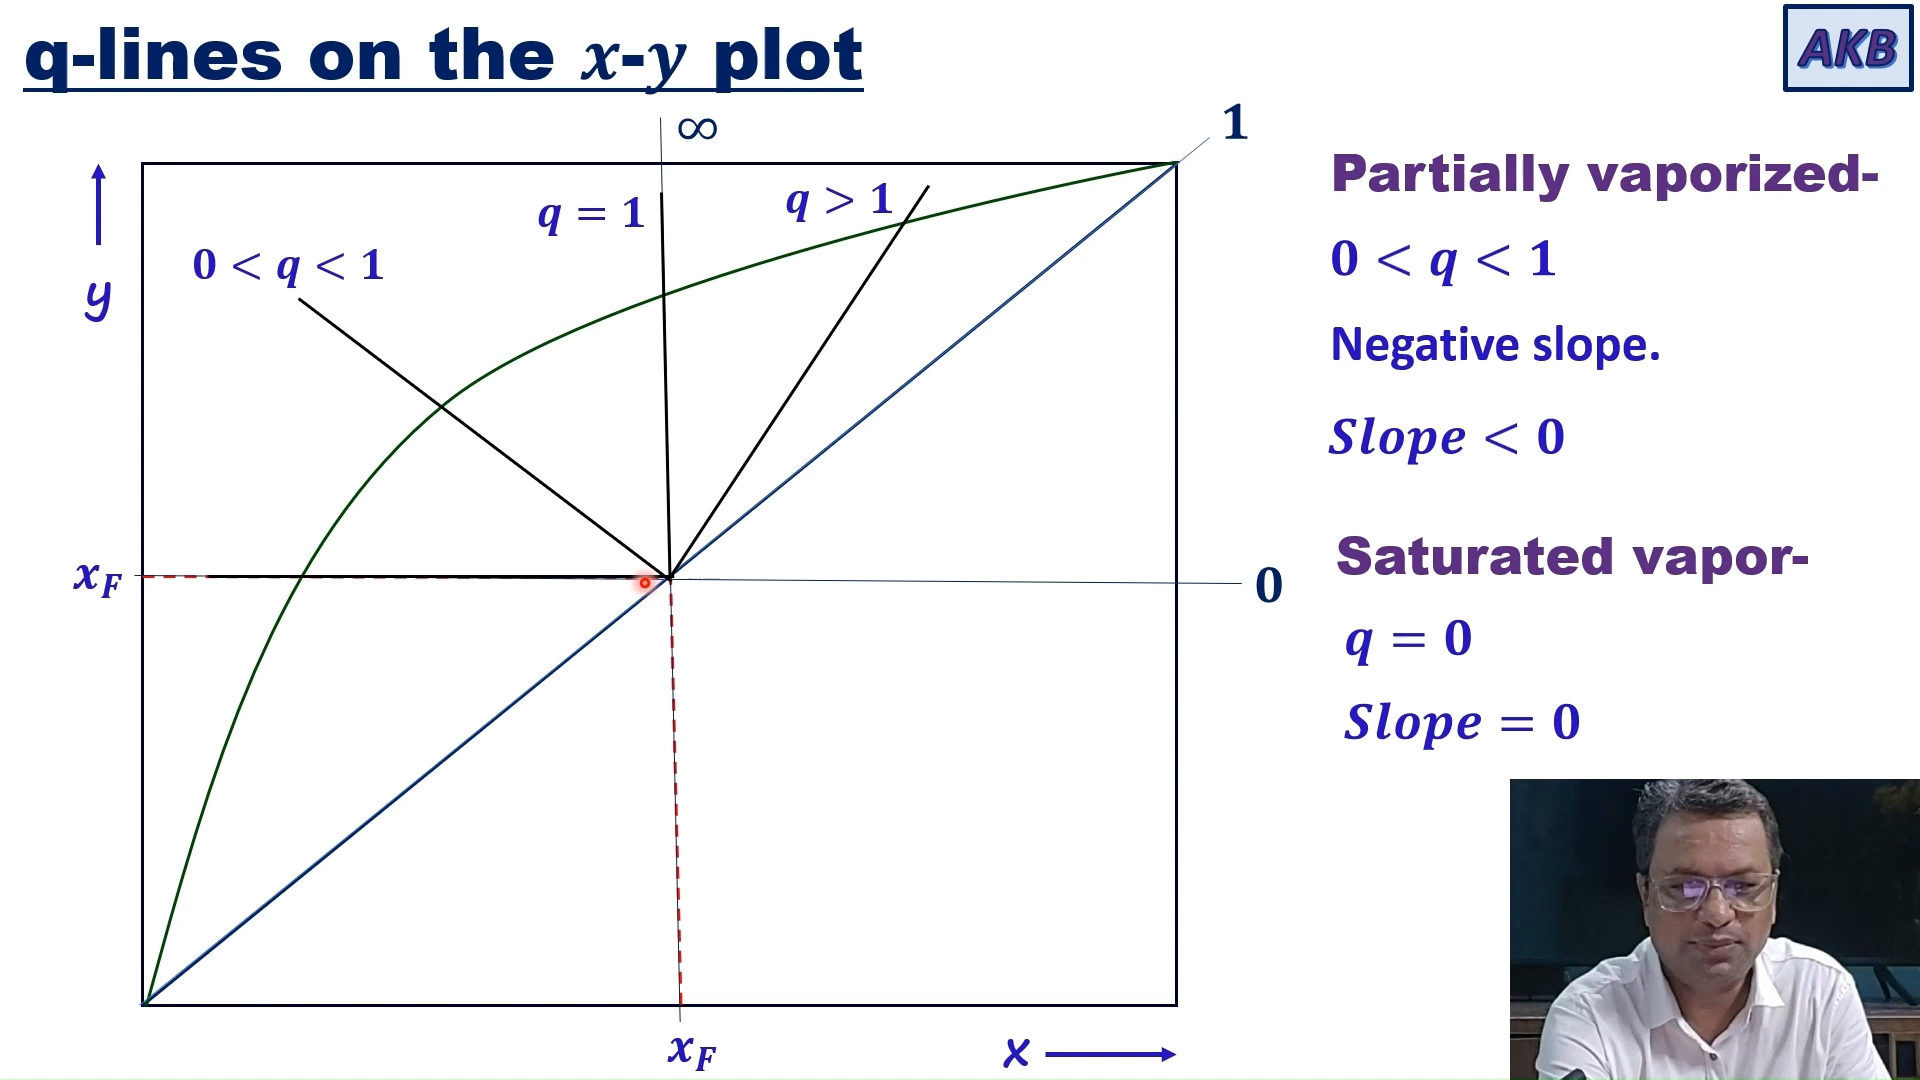 q-lines on the x-y plot
AKB
∞
1
q = 1
q > 1
0 < q < 1
y
x_F
0
x_F
x
Partially vaporized-
0 < q < 1
Negative slope.
Slope < 0
Saturated vapor-
q = 0
Slope = 0